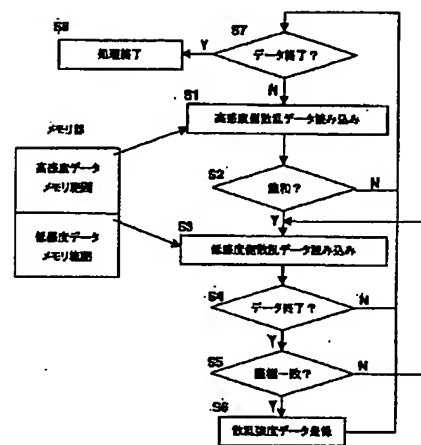 S8
S7
処理終了
Y
データ終了?
N
S1
メモリ部
高感度側散乱データ読み込み
高感度データ
メモリ範囲
S2
飽和?
N
Y
低感度データ
メモリ範囲
S3
低感度側散乱データ読み込み
S4
データ終了?
N
Y
S5
一致?
N
Y
S6
散乱強度データ登録